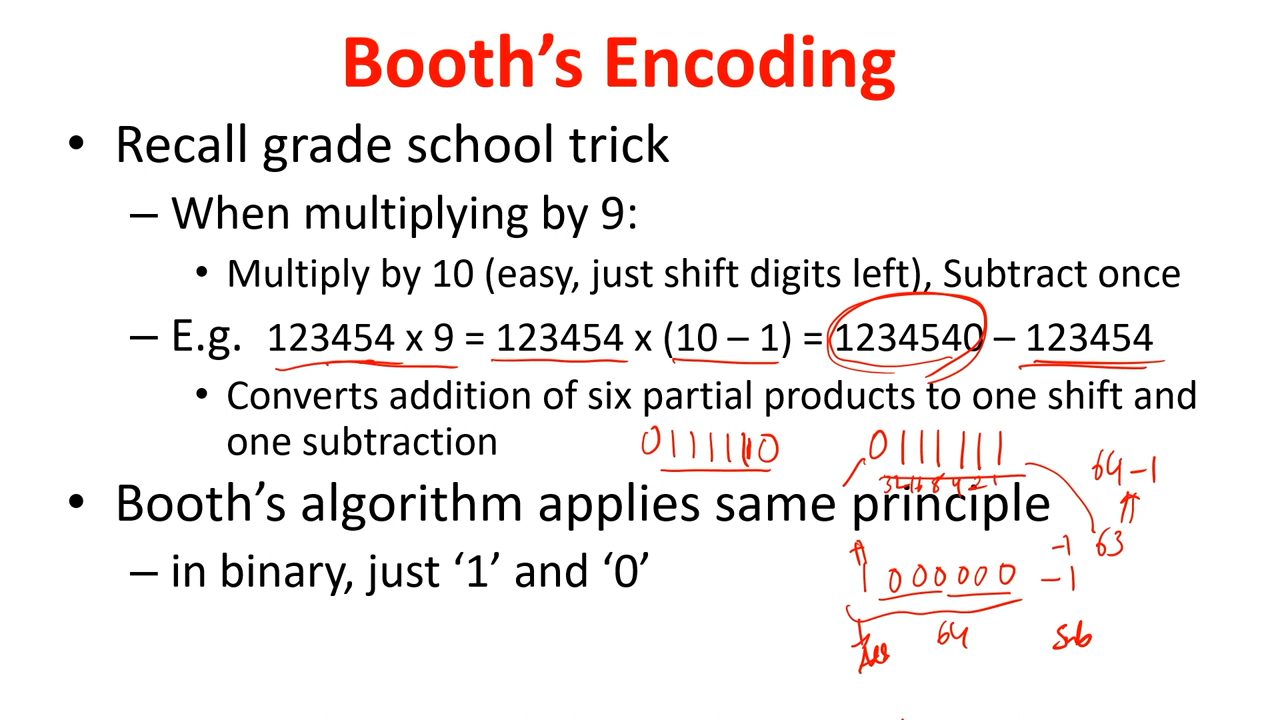 Booth's Encoding
• Recall grade school trick
– When multiplying by 9:
• Multiply by 10 (easy, just shift digits left), Subtract once
– E.g. 123454 x 9 = 123454 x (10 – 1) = 1234540 – 123454
• Converts addition of six partial products to one shift and
one subtraction
0111111
64 – 1
• Booth's algorithm applies same principle
63
-1
– in binary, just '1' and '0'
1 000000 – 1
64
Sub